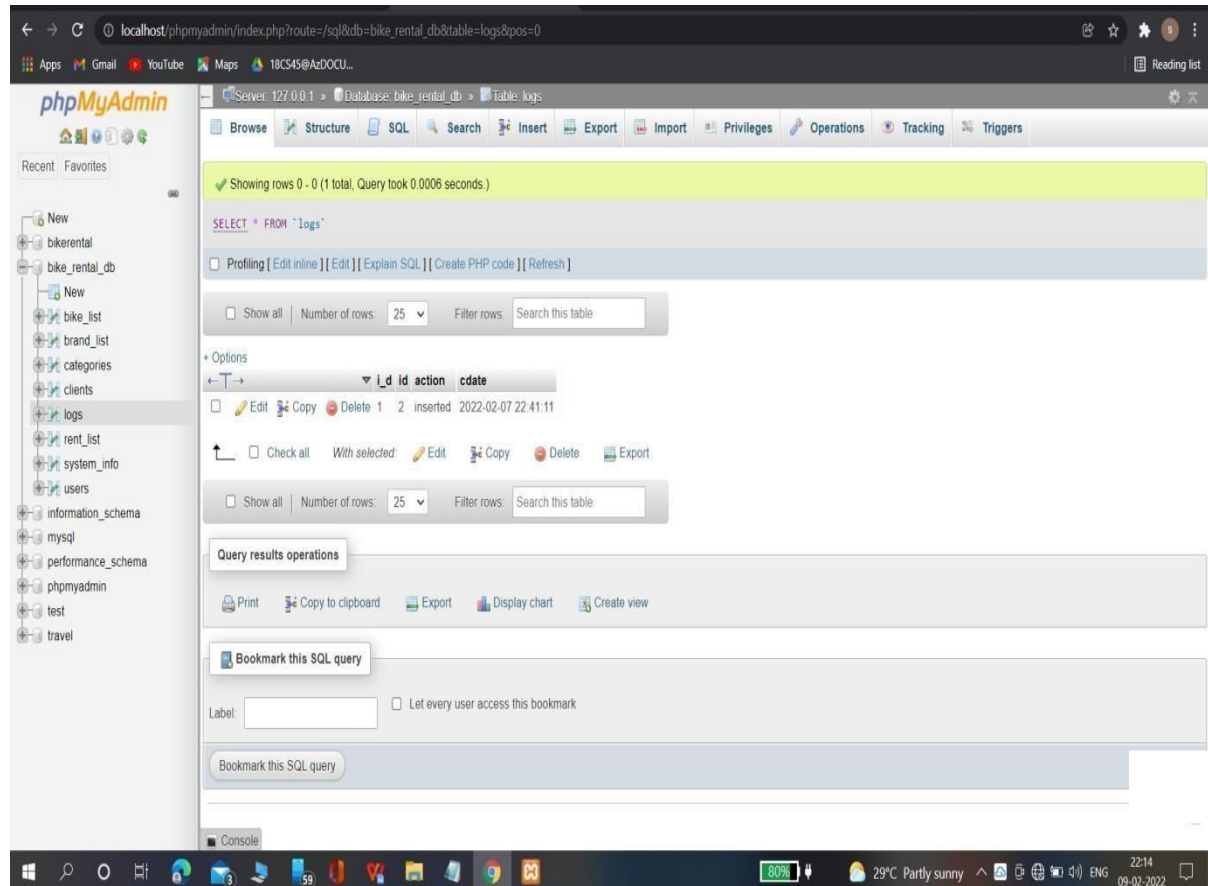 localhost/phpmyadmin/index.php?route=/sql&db=bike_rental_db&table=logs&pos=0
S
Apps Gmail YouTube Maps 18CS45@AzDOCU... Reading list
phpMyAdmin
Recent Favorites
New
bikerental
bike_rental_db
New
bike_list
brand_list
categories
clients
logs
rent_list
system_info
users
information_schema
mysql
performance_schema
phpmyadmin
test
travel
Server: 127.0.0.1 » Database: bike_rental_db » Table: logs
Browse Structure SQL Search Insert Export Import Privileges Operations Tracking Triggers
Showing rows 0 - 0 (1 total, Query took 0.0006 seconds.)
SELECT * FROM `logs`
Profiling [ Edit inline ] [ Edit ] [ Explain SQL ] [ Create PHP code ] [ Refresh ]
Show all | Number of rows: 25 Filter rows: Search this table
+ Options
←T→ ▼ i_d id action cdate
Edit Copy Delete 1 2 inserted 2022-02-07 22:41:11
Check all With selected: Edit Copy Delete Export
Show all | Number of rows: 25 Filter rows: Search this table
Query results operations
Print Copy to clipboard Export Display chart Create view
Bookmark this SQL query
Label: Let every user access this bookmark
Bookmark this SQL query
Console
3 59 80% 29°C Partly sunny ENG 22:14
09-02-2022